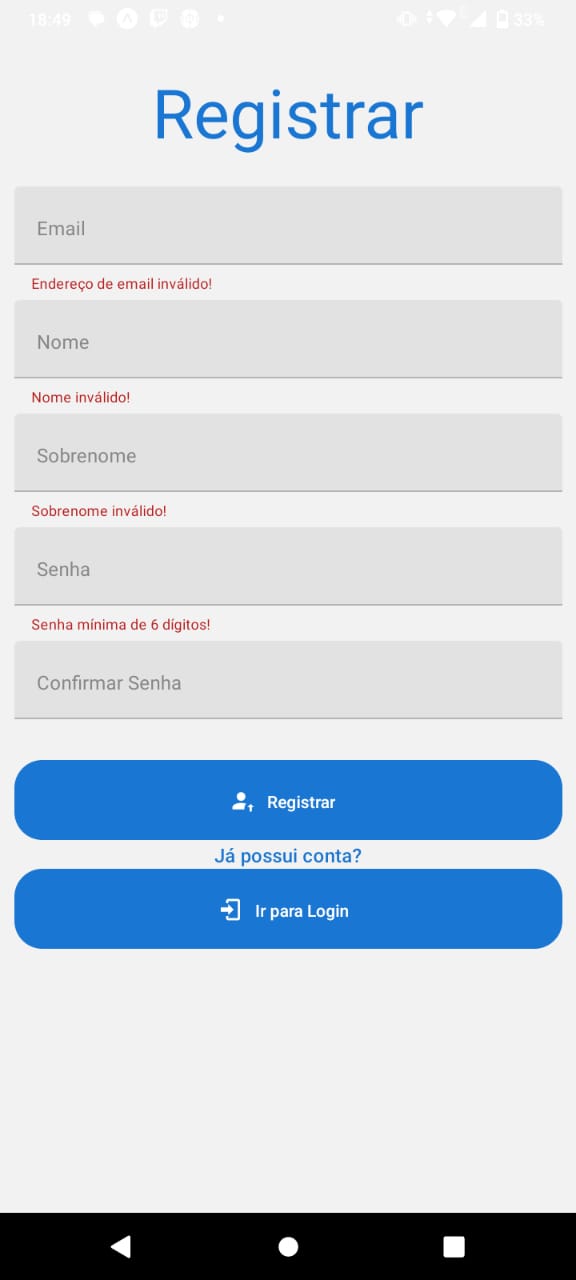 18:49
33%
Registrar
Email
Endereço de email inválido!
Nome
Nome inválido!
Sobrenome
Sobrenome inválido!
Senha
Senha mínima de 6 dígitos!
Confirmar Senha
Registrar
Já possui conta?
Ir para Login